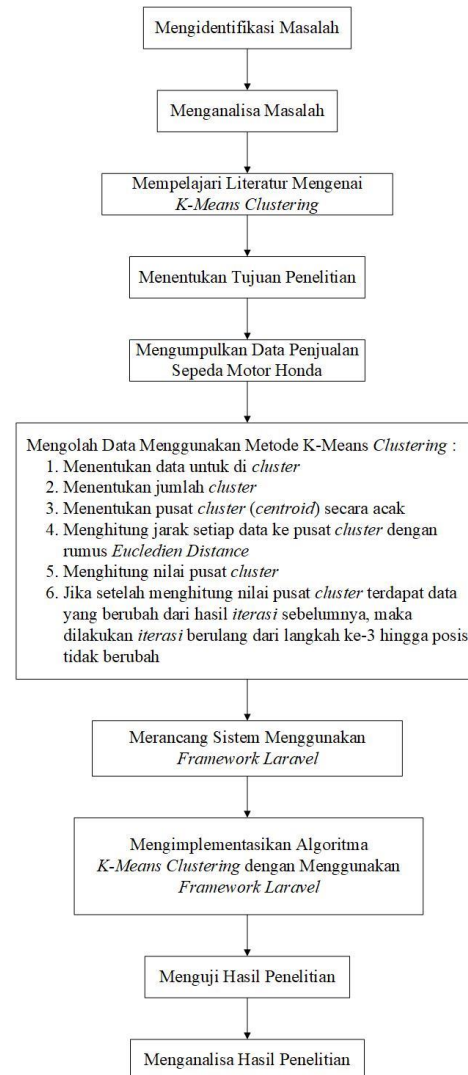 Mengidentifikasi Masalah
Menganalisa Masalah
Mempelajari Literatur Mengenai
K-Means Clustering
Menentukan Tujuan Penelitian
Mengumpulkan Data Penjualan
Sepeda Motor Honda
Mengolah Data Menggunakan Metode K-Means Clustering :
1. Menentukan data untuk di cluster
2. Menentukan jumlah cluster
3. Menentukan pusat cluster (centroid) secara acak
4. Menghitung jarak setiap data ke pusat cluster dengan
rumus Eucledien Distance
5. Menghitung nilai pusat cluster
6. Jika setelah menghitung nilai pusat cluster terdapat data
yang berubah dari hasil iterasi sebelumnya, maka
dilakukan iterasi berulang dari langkah ke-3 hingga posis
tidak berubah
Merancang Sistem Menggunakan
Framework Laravel
Mengimplementasikan Algoritma
K-Means Clustering dengan Menggunakan
Framework Laravel
Menguji Hasil Penelitian
Menganalisa Hasil Penelitian